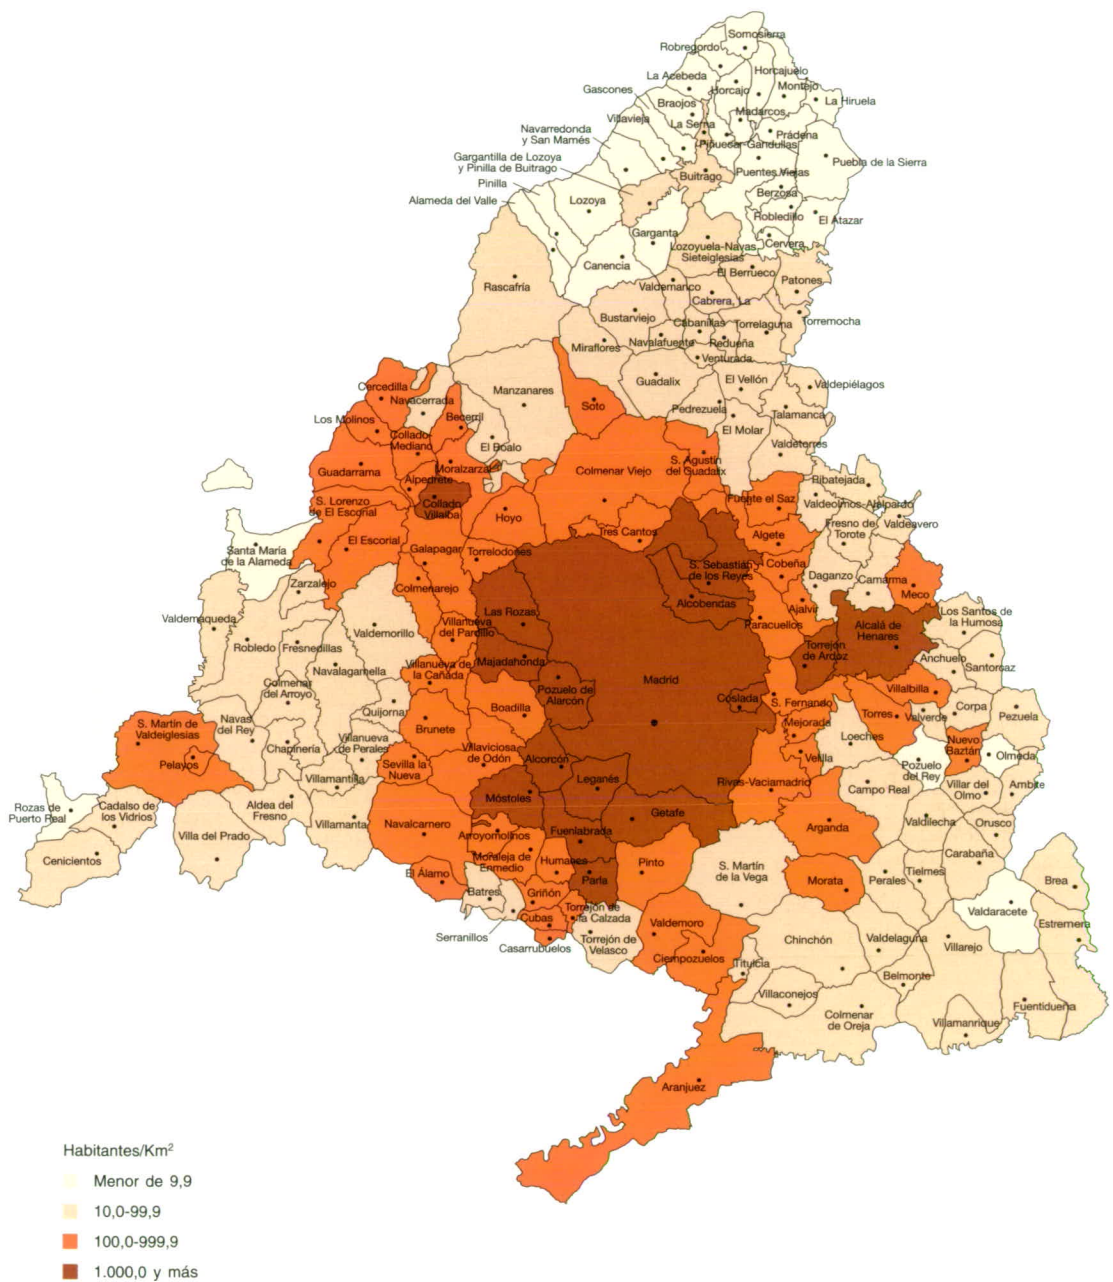 Somosierra
Robregordo
Horcajuelo
La Acebeda
Montejo
Gascones
Horcajo
La Hiruela
Braojos
Madarcos
Villavieja
La Serna
Prádena
Navarredonda
y San Mamés
Piñuecar-Gandullas
Gargantilla de Lozoya
y Pinilla de Buitrago
Puebla de la Sierra
Buitrago
Puentes Viejas
Pinilla
Berzosa
Alameda del Valle
Lozoya
Robledillo
El Atazar
Garganta
Cervera
Lozoyuela-Navas
Sieteiglesias
Canencia
El Berrueco
Rascafría
Valdemanco
Patones
Cabrera, La
Bustarviejo
Cabanillas
Torrelaguna
Torremocha
Miraflores
Navalafuente
Redueña
Venturada
Guadalix
El Vellón
Valdepiélagos
Cercedilla
Navacerrada
Manzanares
Soto
Pedrezuela
Talamanca
Los Molinos
Becerril
El Molar
Collado-
Mediano
El Boalo
Valdetorres
Guadarrama
Moralzarzal
Colmenar Viejo
S. Agustín
del Guadalix
Alpedrete
Ribatejada
S. Lorenzo
de El Escorial
Collado
Villalba
Hoyo
Fuente el Saz
Valdeolmos-Alalpardo
Fresno de
Torote
Valdeavero
Tres Cantos
Algete
El Escorial
Santa María
de la Alameda
Galapagar
Torrelodones
S. Sebastián
de los Reyes
Cobeña
Daganzo
Camarma
Meco
Zarzalejo
Colmenarejo
Alcobendas
Ajalvir
Las Rozas
Los Santos de
la Humosa
Valdemaqueda
Valdemorillo
Villanueva
del Pardillo
Paracuellos
Alcalá de
Henares
Robledo
Fresnedillas
Torrejón
de Ardoz
Majadahonda
Anchuelo
Santorcaz
Navalagamella
Villanueva de
la Cañada
Madrid
Colmenar
del Arroyo
Pozuelo de
Alarcón
Villalbilla
Coslada
S. Fernando
Quijorna
Boadilla
Torres
Valverde
Corpa
Pezuela
S. Martín de
Valdeiglesias
Navas
del Rey
Brunete
Mejorada
Villanueva
de Perales
Chapinería
Loeches
Nuevo
Baztán
Villaviciosa
de Odón
Velilla
Olmeda
Pelayos
Sevilla la
Nueva
Alcorcón
Pozuelo
del Rey
Villamantilla
Leganés
Rivas-Vaciamadrid
Campo Real
Villar del
Olmo
Ambite
Móstoles
Rozas de
Puerto Real
Cadalso de
los Vidrios
Aldea del
Fresno
Getafe
Villamanta
Navalcarnero
Arganda
Valdilecha
Orusco
Villa del Prado
Arroyomolinos
Fuenlabrada
Cenicientos
Moraleja de
Enmedio
Humanes
Pinto
S. Martín
de la Vega
Carabaña
El Álamo
Parla
Morata
Perales
Tielmes
Brea
Batres
Griñón
Valdaracete
Cubas
Torrejón de
la Calzada
Valdemoro
Estremera
Serranillos
Casarrubuelos
Torrejón de
Velasco
Chinchón
Valdelaguna
Villarejo
Ciempozuelos
Titulcia
Belmonte
Villaconejos
Fuentidueña
Colmenar
de Oreja
Villamanrique
Aranjuez
Habitantes/Km²
Menor de 9,9
10,0-99,9
100,0-999,9
1.000,0 y más